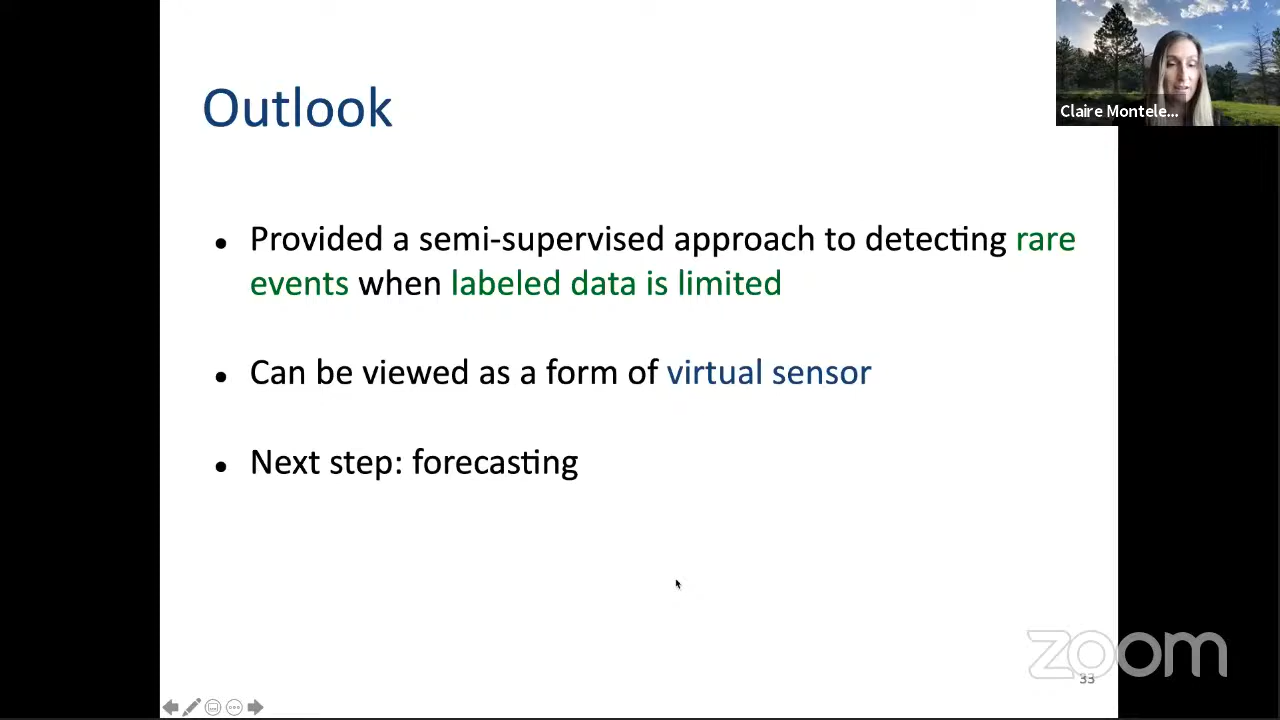 Outlook
Claire Montele...
● Provided a semi-supervised approach to detecting rare
events when labeled data is limited
● Can be viewed as a form of virtual sensor
● Next step: forecasting
zoom
33